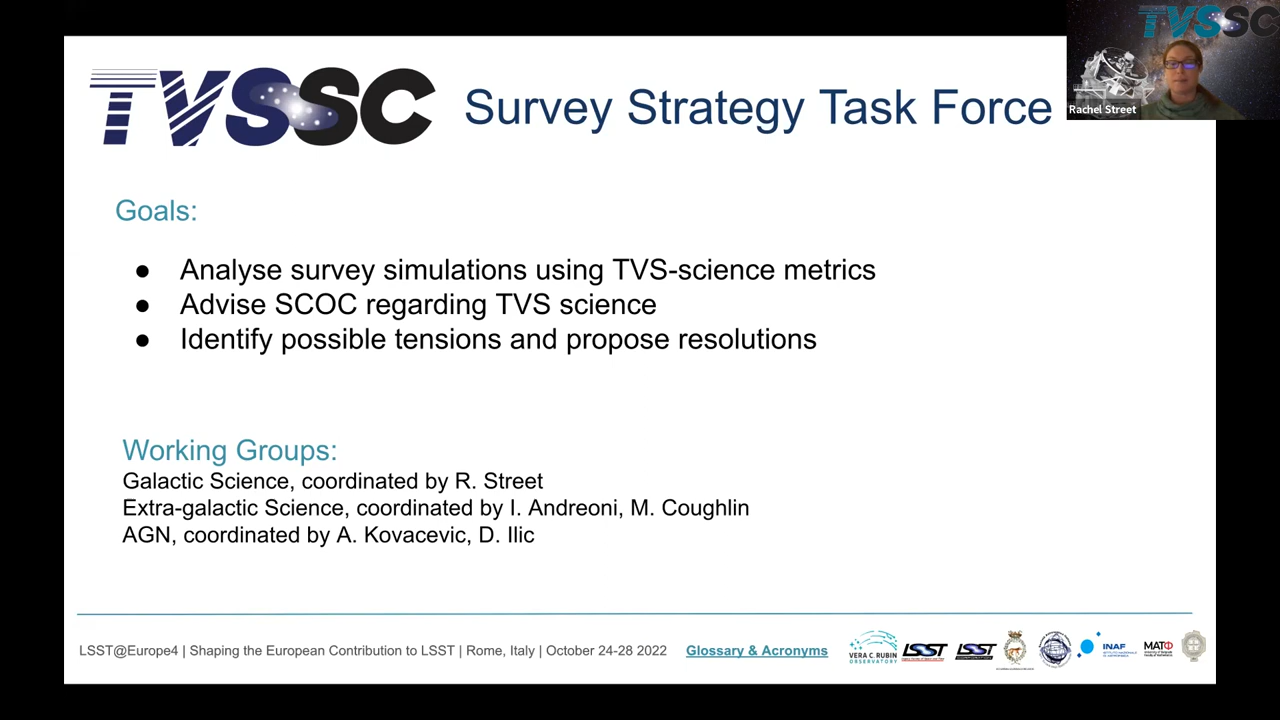 TVSSC
TVSSC
Survey Strategy Task Force
Rachel Street
Goals:
● Analyse survey simulations using TVS-science metrics
● Advise SCOC regarding TVS science
● Identify possible tensions and propose resolutions
Working Groups:
Galactic Science, coordinated by R. Street
Extra-galactic Science, coordinated by I. Andreoni, M. Coughlin
AGN, coordinated by A. Kovacevic, D. Ilic
LSST@Europe4 | Shaping the European Contribution to LSST | Rome, Italy | October 24-28 2022
Glossary & Acronyms
VERA C. RUBIN
OBSERVATORY
LSST
LSST
INAF
МАТФ